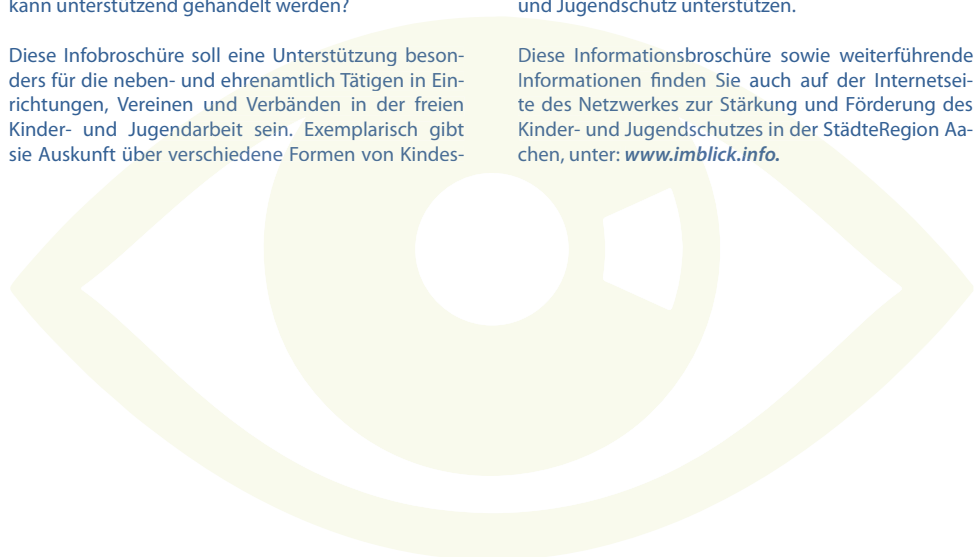 kann unterstützend gehandelt werden?
Diese Infobroschüre soll eine Unterstützung beson-
ders für die neben- und ehrenamtlich Tätigen in Ein-
richtungen, Vereinen und Verbänden in der freien
Kinder- und Jugendarbeit sein. Exemplarisch gibt
sie Auskunft über verschiedene Formen von Kindes-
und Jugendschutz unterstützen.
Diese Informationsbroschüre sowie weiterführende
Informationen finden Sie auch auf der Internetsei-
te des Netzwerkes zur Stärkung und Förderung des
Kinder- und Jugendschutzes in der StädteRegion Aa-
chen, unter: www.imblick.info.